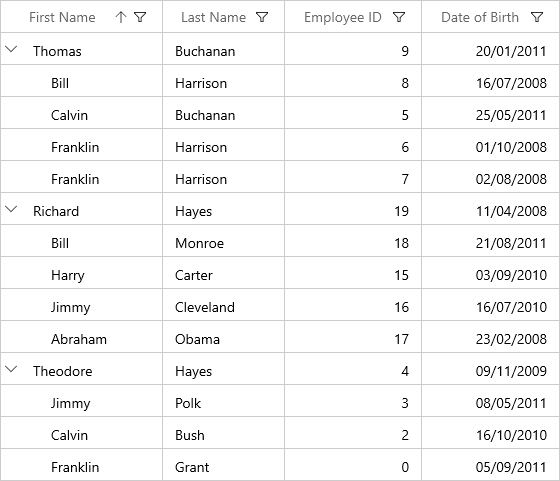 First Name Last Name Employee ID Date of Birth
Thomas Buchanan 9 20/01/2011
Bill Harrison 8 16/07/2008
Calvin Buchanan 5 25/05/2011
Franklin Harrison 6 01/10/2008
Franklin Harrison 7 02/08/2008
Richard Hayes 19 11/04/2008
Bill Monroe 18 21/08/2011
Harry Carter 15 03/09/2010
Jimmy Cleveland 16 16/07/2010
Abraham Obama 17 23/02/2008
Theodore Hayes 4 09/11/2009
Jimmy Polk 3 08/05/2011
Calvin Bush 2 16/10/2010
Franklin Grant 0 05/09/2011